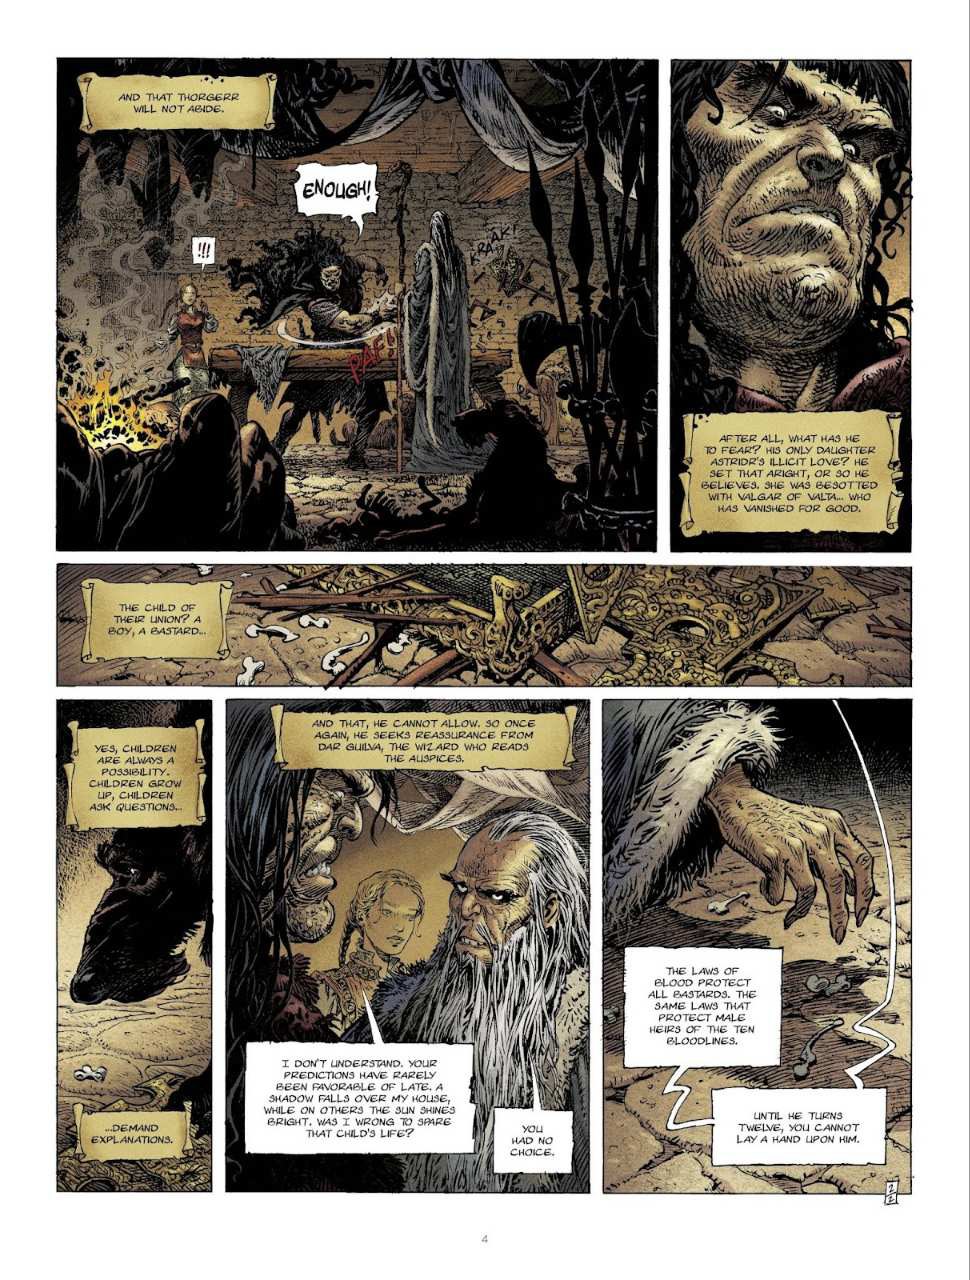 AND THAT THORGERR
WILL NOT ABIDE.
ENOUGH!
!!!
KRAAK!
PAK!
AFTER ALL, WHAT HAS HE
TO FEAR? HIS ONLY DAUGHTER
ASTRIDR'S ILLICIT LOVE? HE
SET THAT ARIGHT, OR SO HE
BELIEVES. SHE WAS BESOTTED
WITH VALGAR OF VALTA... WHO
HAS VANISHED FOR GOOD.
THE CHILD OF
THEIR UNION? A
BOY, A BASTARD...
YES, CHILDREN
ARE ALWAYS A
POSSIBILITY.
CHILDREN GROW
UP, CHILDREN
ASK QUESTIONS...
...DEMAND
EXPLANATIONS.
AND THAT, HE CANNOT ALLOW. SO ONCE
AGAIN, HE SEEKS REASSURANCE FROM
DAR GUILVA, THE WIZARD WHO READS
THE AUSPICES.
I DON'T UNDERSTAND. YOUR
PREDICTIONS HAVE RARELY
BEEN FAVORABLE OF LATE. A
SHADOW FALLS OVER MY HOUSE,
WHILE ON OTHERS THE SUN SHINES
BRIGHT. WAS I WRONG TO SPARE
THAT CHILD'S LIFE?
YOU
HAD NO
CHOICE.
THE LAWS OF
BLOOD PROTECT
ALL BASTARDS. THE
SAME LAWS THAT
PROTECT MALE
HEIRS OF THE TEN
BLOODLINES.
UNTIL HE TURNS
TWELVE, YOU CANNOT
LAY A HAND UPON HIM.
2
4